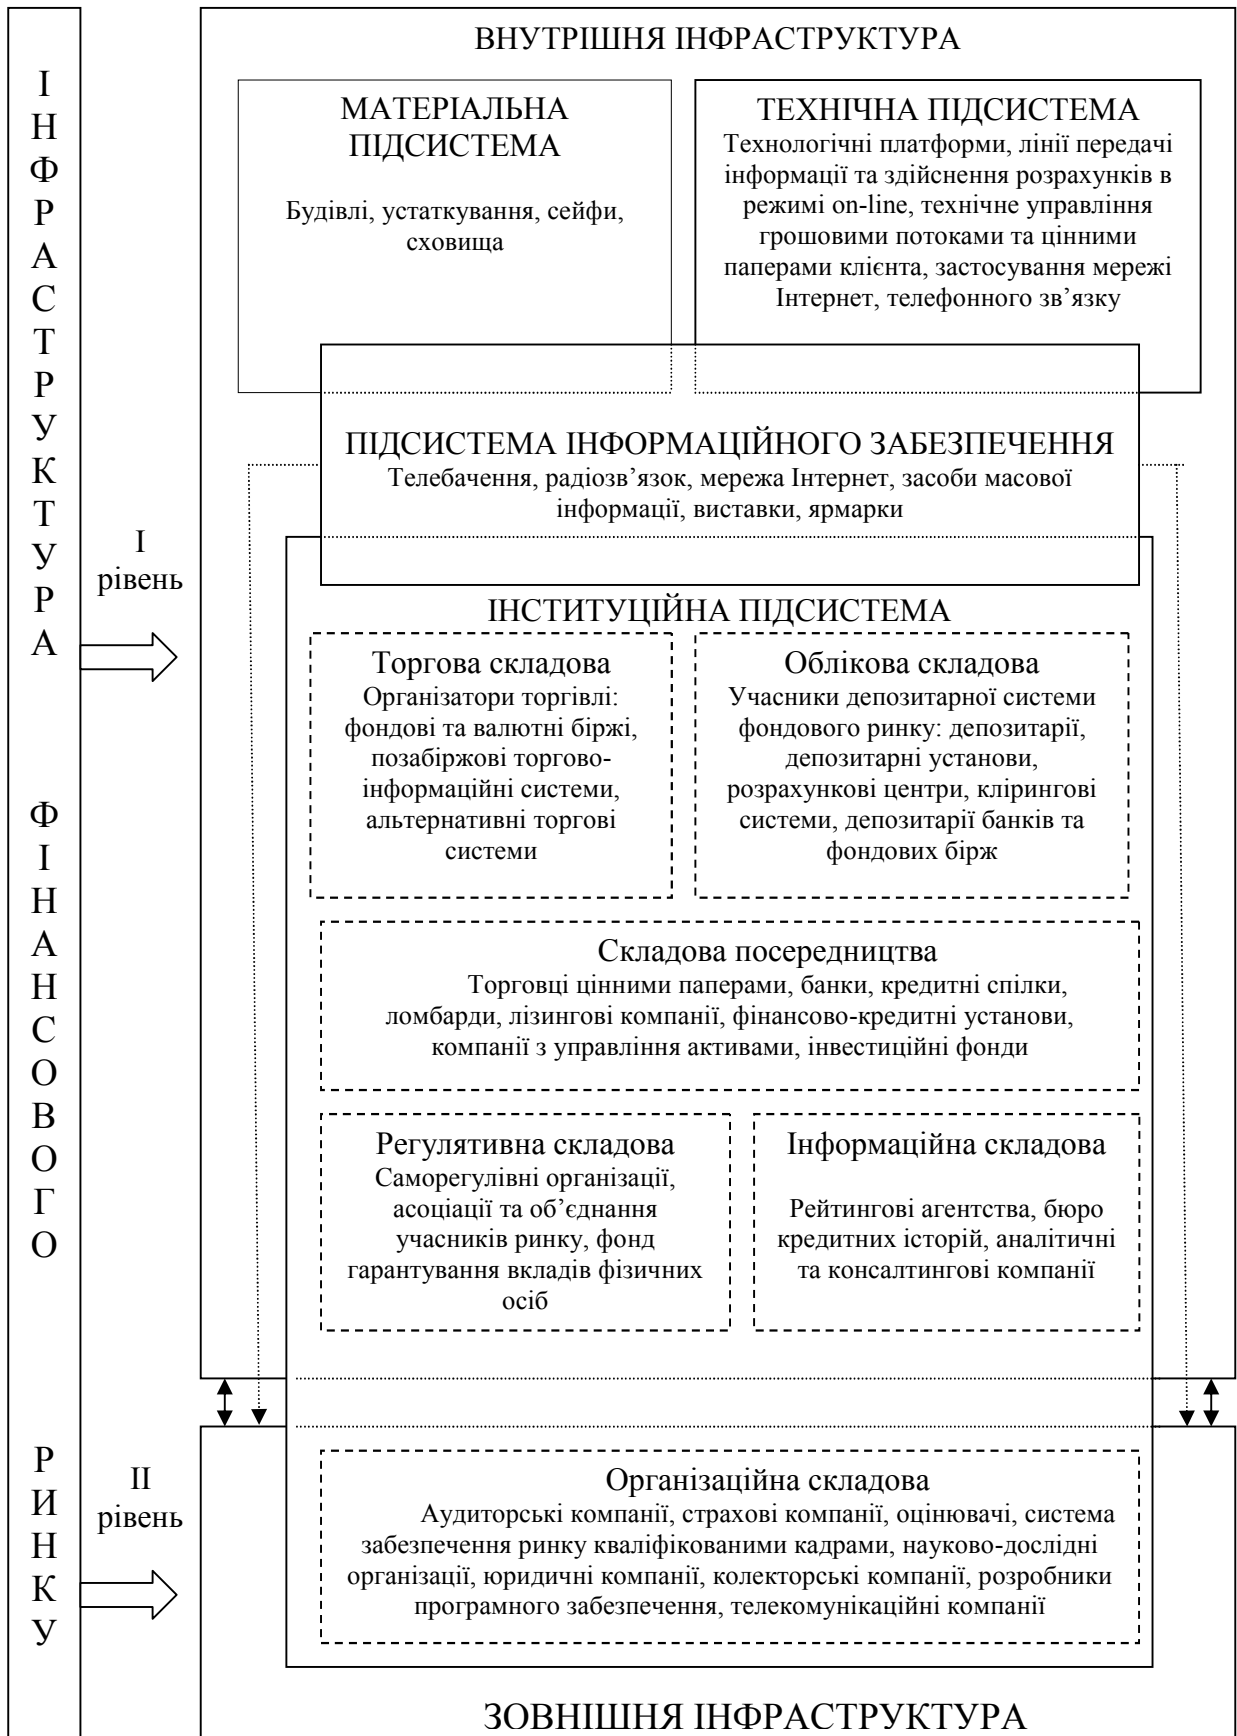 ІНФРАСТРУКТУРА
ФІНАНСОВОГО
РИНКУ
I
рівень
II
рівень
ВНУТРІШНЯ ІНФРАСТРУКТУРА
МАТЕРІАЛЬНА
ПІДСИСТЕМА
Будівлі, устаткування, сейфи,
сховища
ТЕХНІЧНА ПІДСИСТЕМА
Технологічні платформи, лінії передачі
інформації та здійснення розрахунків в
режимі on-line, технічне управління
грошовими потоками та цінними
паперами клієнта, застосування мережі
Інтернет, телефонного зв’язку
ПІДСИСТЕМА ІНФОРМАЦІЙНОГО ЗАБЕЗПЕЧЕННЯ
Телебачення, радіозв’язок, мережа Інтернет, засоби масової
інформації, виставки, ярмарки
ІНСТИТУЦІЙНА ПІДСИСТЕМА
Торгова складова
Організатори торгівлі:
фондові та валютні біржі,
позабіржові торгово-
інформаційні системи,
альтернативні торгові
системи
Облікова складова
Учасники депозитарної системи
фондового ринку: депозитарії,
депозитарні установи,
розрахункові центри, клірингові
системи, депозитарії банків та
фондових бірж
Складова посередництва
Торговці цінними паперами, банки, кредитні спілки,
ломбарди, лізингові компанії, фінансово-кредитні установи,
компанії з управління активами, інвестиційні фонди
Регулятивна складова
Саморегулівні організації,
асоціації та об’єднання
учасників ринку, фонд
гарантування вкладів фізичних
осіб
Інформаційна складова
Рейтингові агентства, бюро
кредитних історій, аналітичні
та консалтингові компанії
Організаційна складова
Аудиторські компанії, страхові компанії, оцінювачі, система
забезпечення ринку кваліфікованими кадрами, науково-дослідні
організації, юридичні компанії, колекторські компанії, розробники
програмного забезпечення, телекомунікаційні компанії
ЗОВНІШНЯ ІНФРАСТРУКТУРА